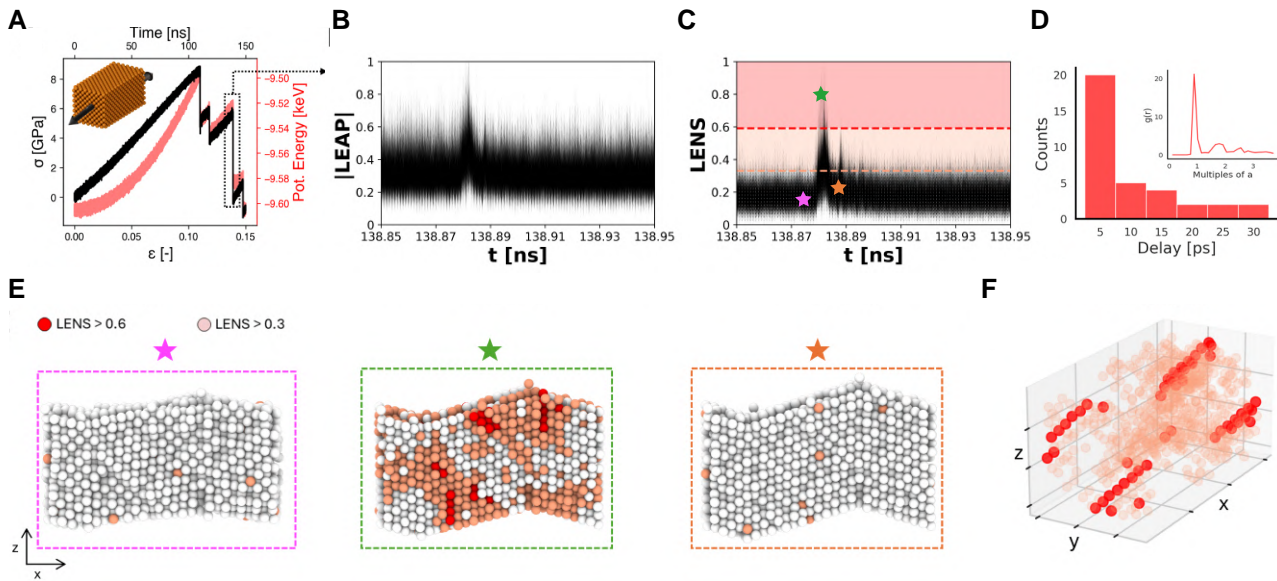 A
B
C
D
Time [ns]
0 50 100 150
8
6
4
2
0
σ [GPa]
−9.50
−9.54
−9.58
−9.60
Pot. Energy [keV]
0.00 0.05 0.10 0.15
ε [-]
1
0.8
0.6
0.4
0.2
0
|LEAP|
138.85 138.87 138.89 138.91 138.93 138.95
t [ns]
1
0.8
0.6
0.4
0.2
0
LENS
138.85 138.87 138.89 138.91 138.93 138.95
t [ns]
20
15
10
5
0
Counts
5 10 15 20 25 30
Delay [ps]
20
15
10
5
0
g(r)
0 1 2 3
Multiples of a
E
F
LENS > 0.6
LENS > 0.3
z
x
z
y
x